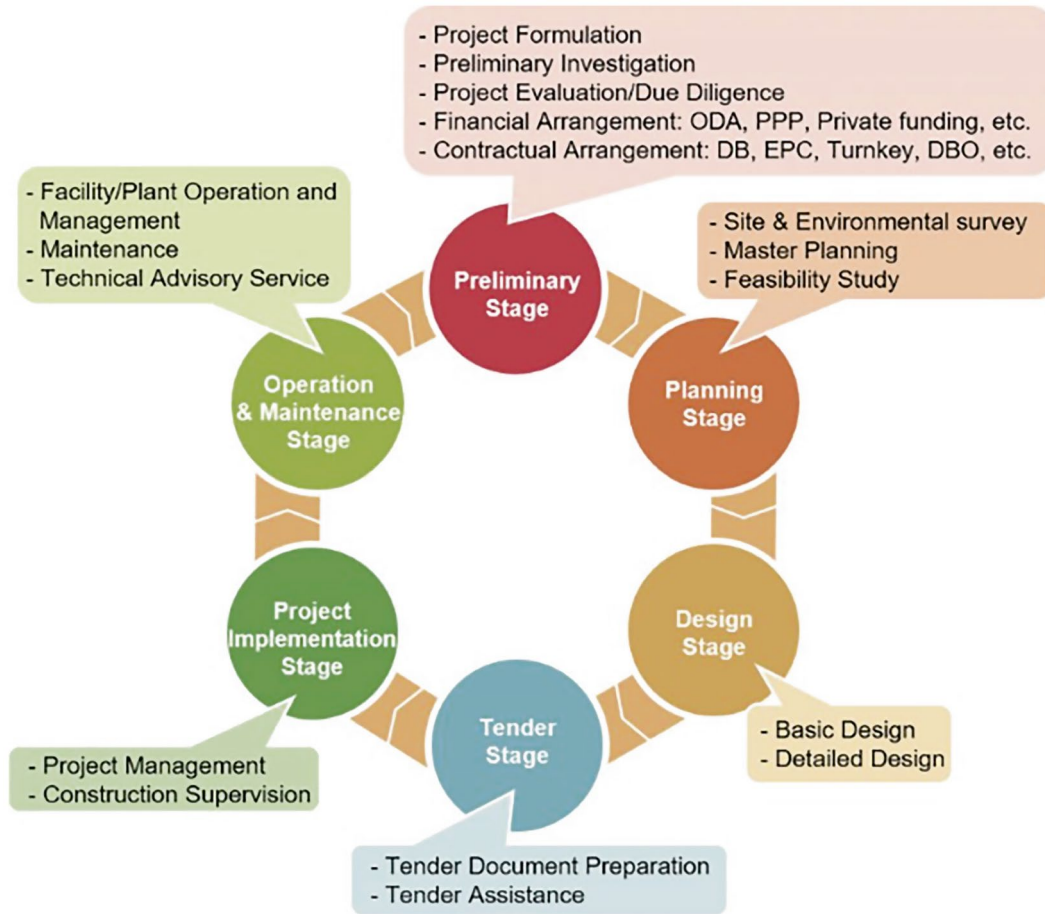 - Project Formulation
- Preliminary Investigation
- Project Evaluation/Due Diligence
- Financial Arrangement: ODA, PPP, Private funding, etc.
- Contractual Arrangement: DB, EPC, Turnkey, DBO, etc.
Preliminary
Stage
- Site & Environmental survey
- Master Planning
- Feasibility Study
Planning
Stage
Design
Stage
- Basic Design
- Detailed Design
Tender
Stage
- Tender Document Preparation
- Tender Assistance
Project
Implementation
Stage
- Project Management
- Construction Supervision
Operation
& Maintenance
Stage
- Facility/Plant Operation and
Management
- Maintenance
- Technical Advisory Service